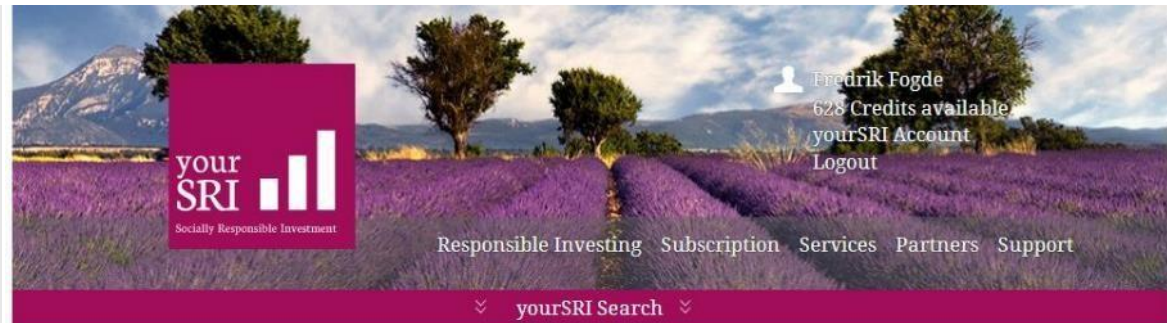 Fredrik Fogde
628 Credits available
yourSRI Account
Logout
your
SRI
Socially Responsible Investment
Responsible Investing Subscription Services Partners Support
yourSRI Search